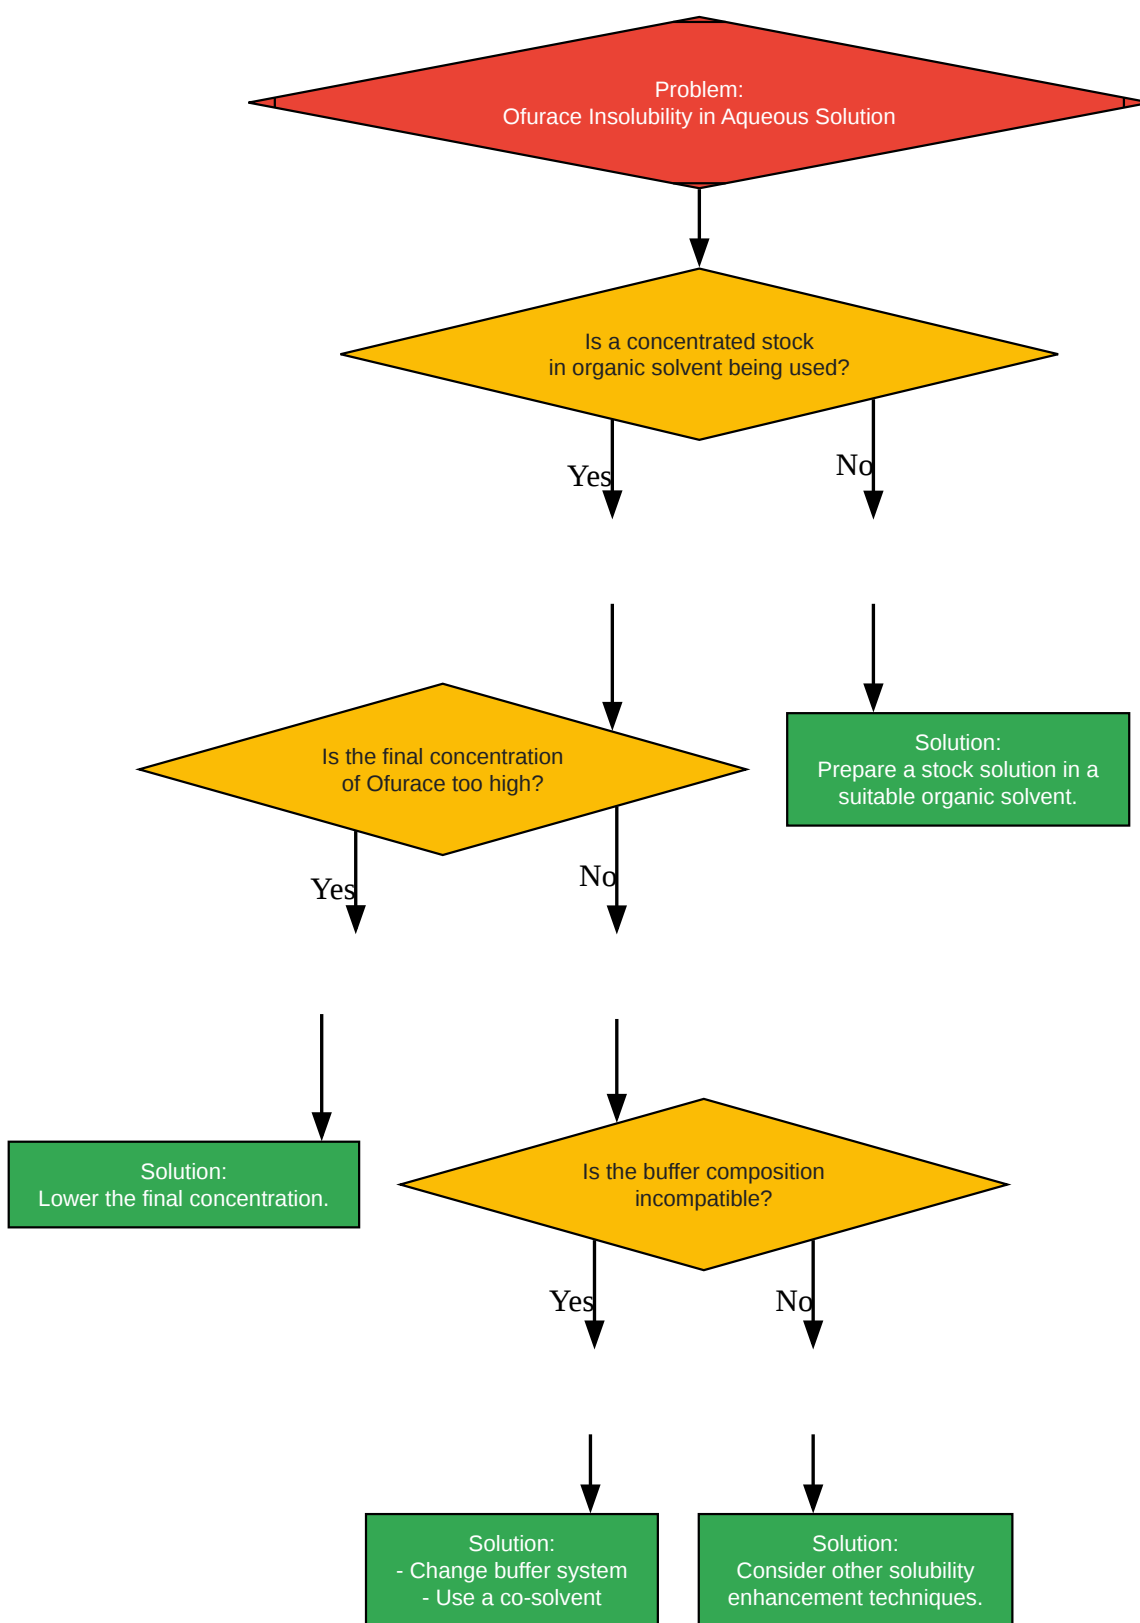 Problem:
Ofurace Insolubility in Aqueous Solution
Is a concentrated stock
in organic solvent being used?
Yes
No
Is the final concentration
of Ofurace too high?
Solution:
Prepare a stock solution in a
suitable organic solvent.
Yes
No
Solution:
Lower the final concentration.
Is the buffer composition
incompatible?
Yes
No
Solution:
- Change buffer system
- Use a co-solvent
Solution:
Consider other solubility
enhancement techniques.